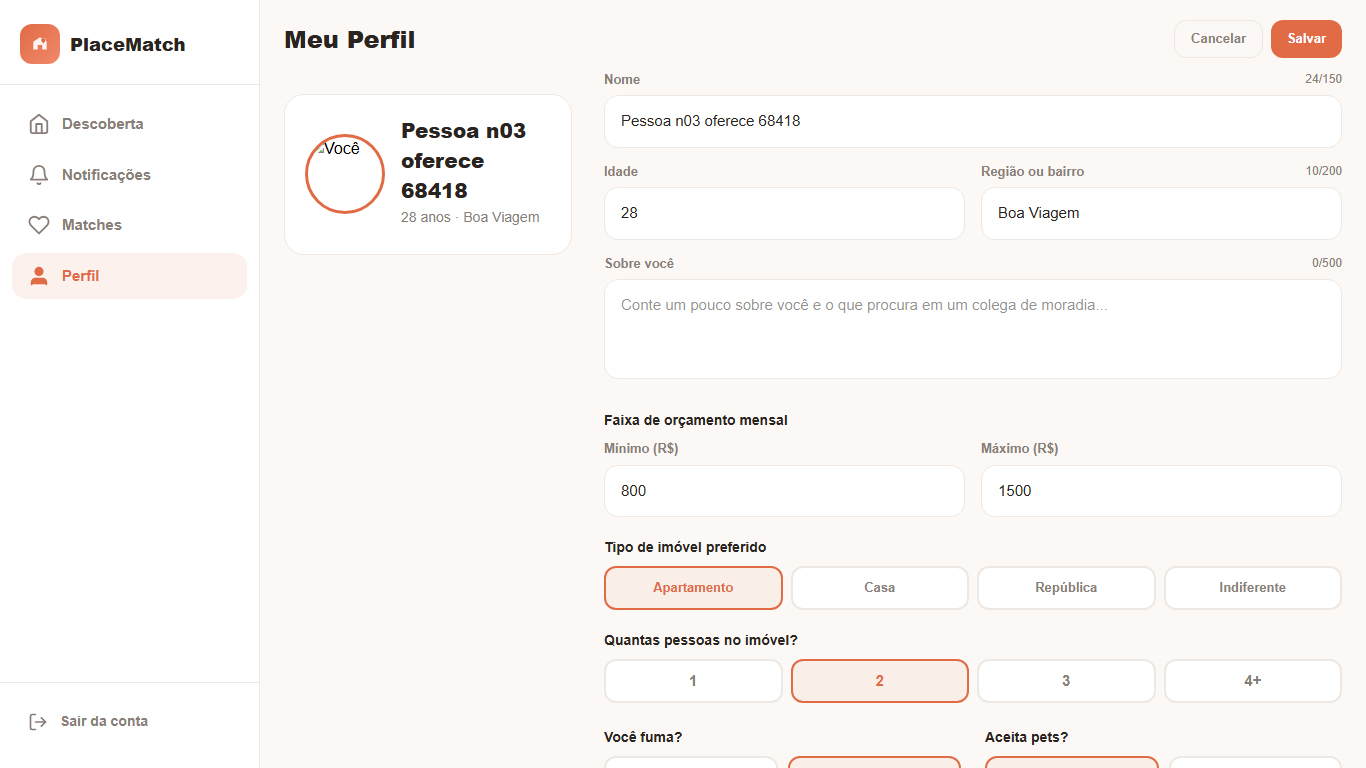 PlaceMatch
Descoberta
Notificações
Matches
Perfil
Sair da conta
Meu Perfil
Cancelar
Salvar
Você
Pessoa n03
oferece
68418
28 anos · Boa Viagem
Nome
24/150
Pessoa n03 oferece 68418
Idade
Região ou bairro
10/200
28
Boa Viagem
Sobre você
0/500
Conte um pouco sobre você e o que procura em um colega de moradia...
Faixa de orçamento mensal
Mínimo (R$)
Máximo (R$)
800
1500
Tipo de imóvel preferido
Apartamento
Casa
República
Indiferente
Quantas pessoas no imóvel?
1
2
3
4+
Você fuma?
Aceita pets?